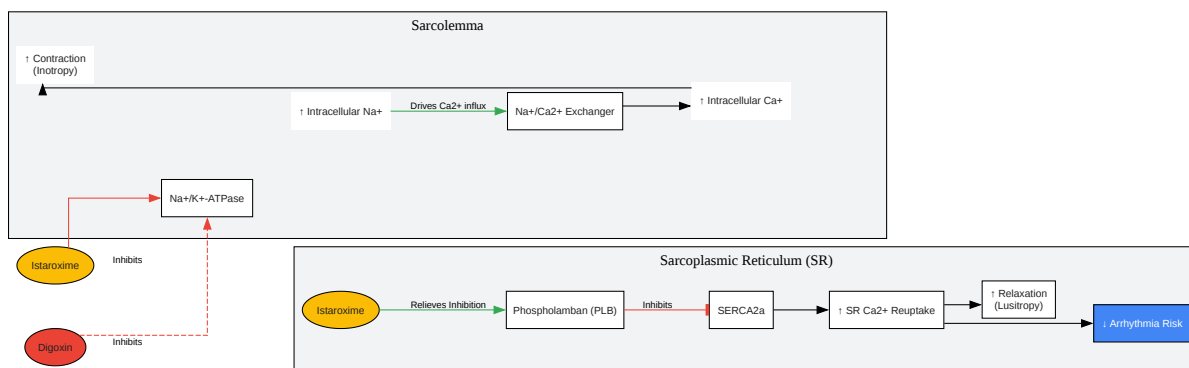 Sarcolemma
↑ Contraction
(Inotropy)
↑ Intracellular Na+
Drives Ca2+ influx
Na+/Ca2+ Exchanger
↑ Intracellular Ca+
Na+/K+-ATPase
Istaroxime
Inhibits
Digoxin
Inhibits
Sarcoplasmic Reticulum (SR)
Istaroxime
Relieves Inhibition
Phospholamban (PLB)
Inhibits
SERCA2a
↑ SR Ca2+ Reuptake
↑ Relaxation
(Lusitropy)
↓ Arrhythmia Risk